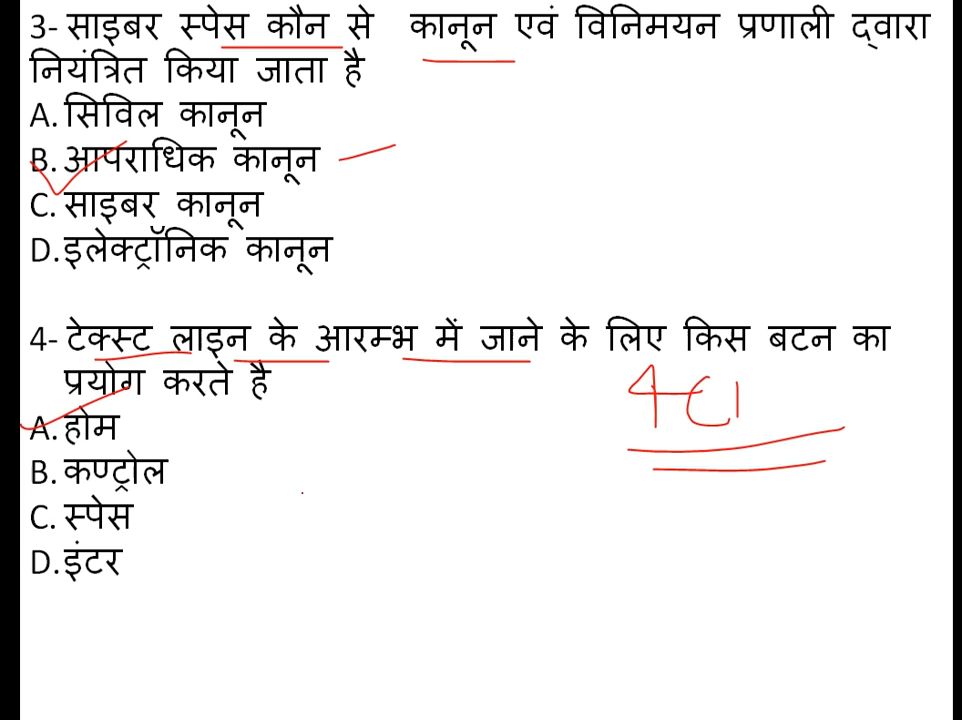 3- साइबर स्पेस कौन से कानून एवं विनिमयन प्रणाली द्वारा
नियंत्रित किया जाता है
A. सिविल कानून
B. आपराधिक कानून
C. साइबर कानून
D. इलेक्ट्रॉनिक कानून
4- टेक्स्ट लाइन के आरम्भ में जाने के लिए किस बटन का
प्रयोग करते है
A. होम
B. कण्ट्रोल
C. स्पेस
D. इंटर